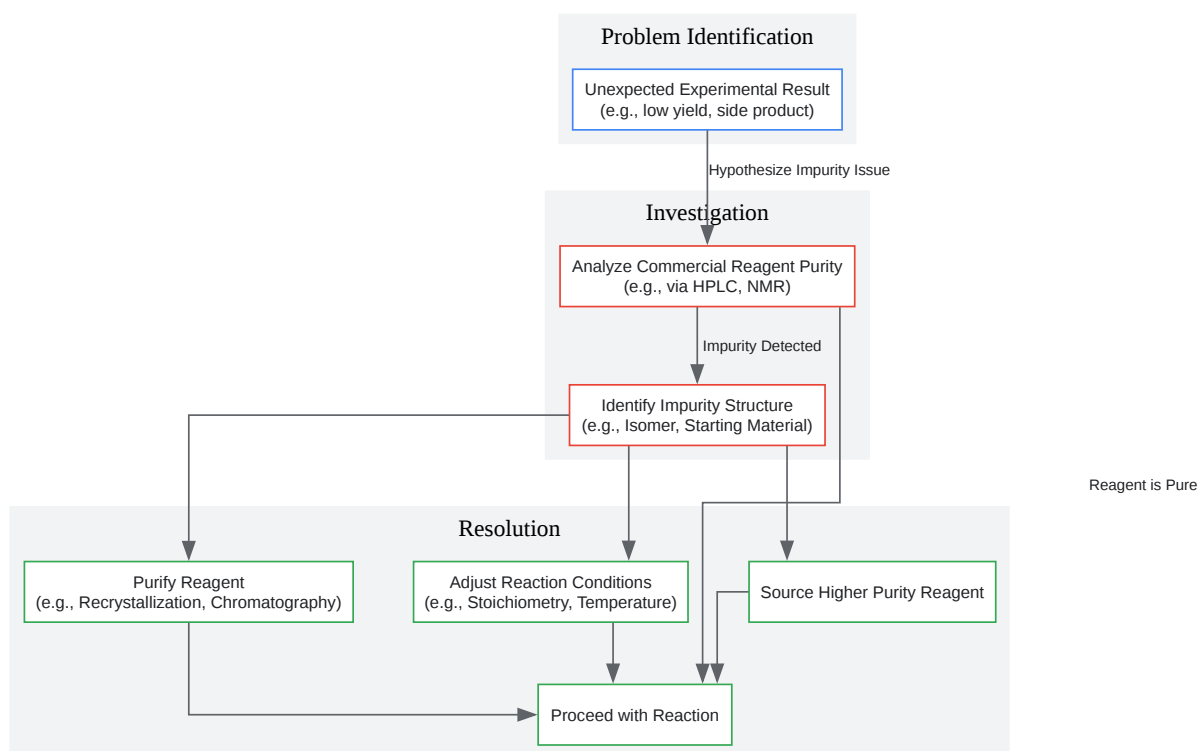 Problem Identification
Unexpected Experimental Result
(e.g., low yield, side product)
Hypothesize Impurity Issue
Investigation
Analyze Commercial Reagent Purity
(e.g., via HPLC, NMR)
Impurity Detected
Identify Impurity Structure
(e.g., Isomer, Starting Material)
Reagent is Pure
Resolution
Purify Reagent
(e.g., Recrystallization, Chromatography)
Adjust Reaction Conditions
(e.g., Stoichiometry, Temperature)
Source Higher Purity Reagent
Proceed with Reaction